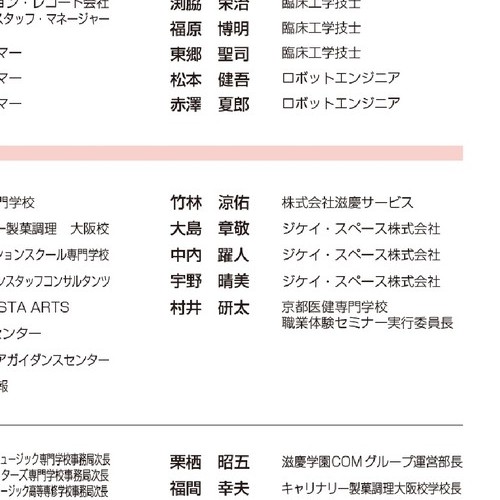 ョン・レコード会社
スタッフ・マネージャー
マー
マー
マー
渕脇　栄治　臨床工学技士
福原　博明　臨床工学技士
東郷　聖司　臨床工学技士
松本　健吾　ロボットエンジニア
赤澤　夏郎　ロボットエンジニア
門学校
ー製菓調理　大阪校
ションスクール専門学校
ンスタッフコンサルタンツ
STA ARTS
センター
アガイダンスセンター
報
竹林　涼佑　株式会社滋慶サービス
大島　章敬　ジケイ・スペース株式会社
中内　躍人　ジケイ・スペース株式会社
宇野　晴美　ジケイ・スペース株式会社
村井　研太　京都医健専門学校
職業体験セミナー実行委員長
ュージック専門学校事務局次長
ターズ専門学校事務局次長
ージック高等専修学校事務局次長
栗栖　昭五　滋慶学園COMグループ運営部長
福間　幸夫　キャリナリー製菓調理大阪校学校長